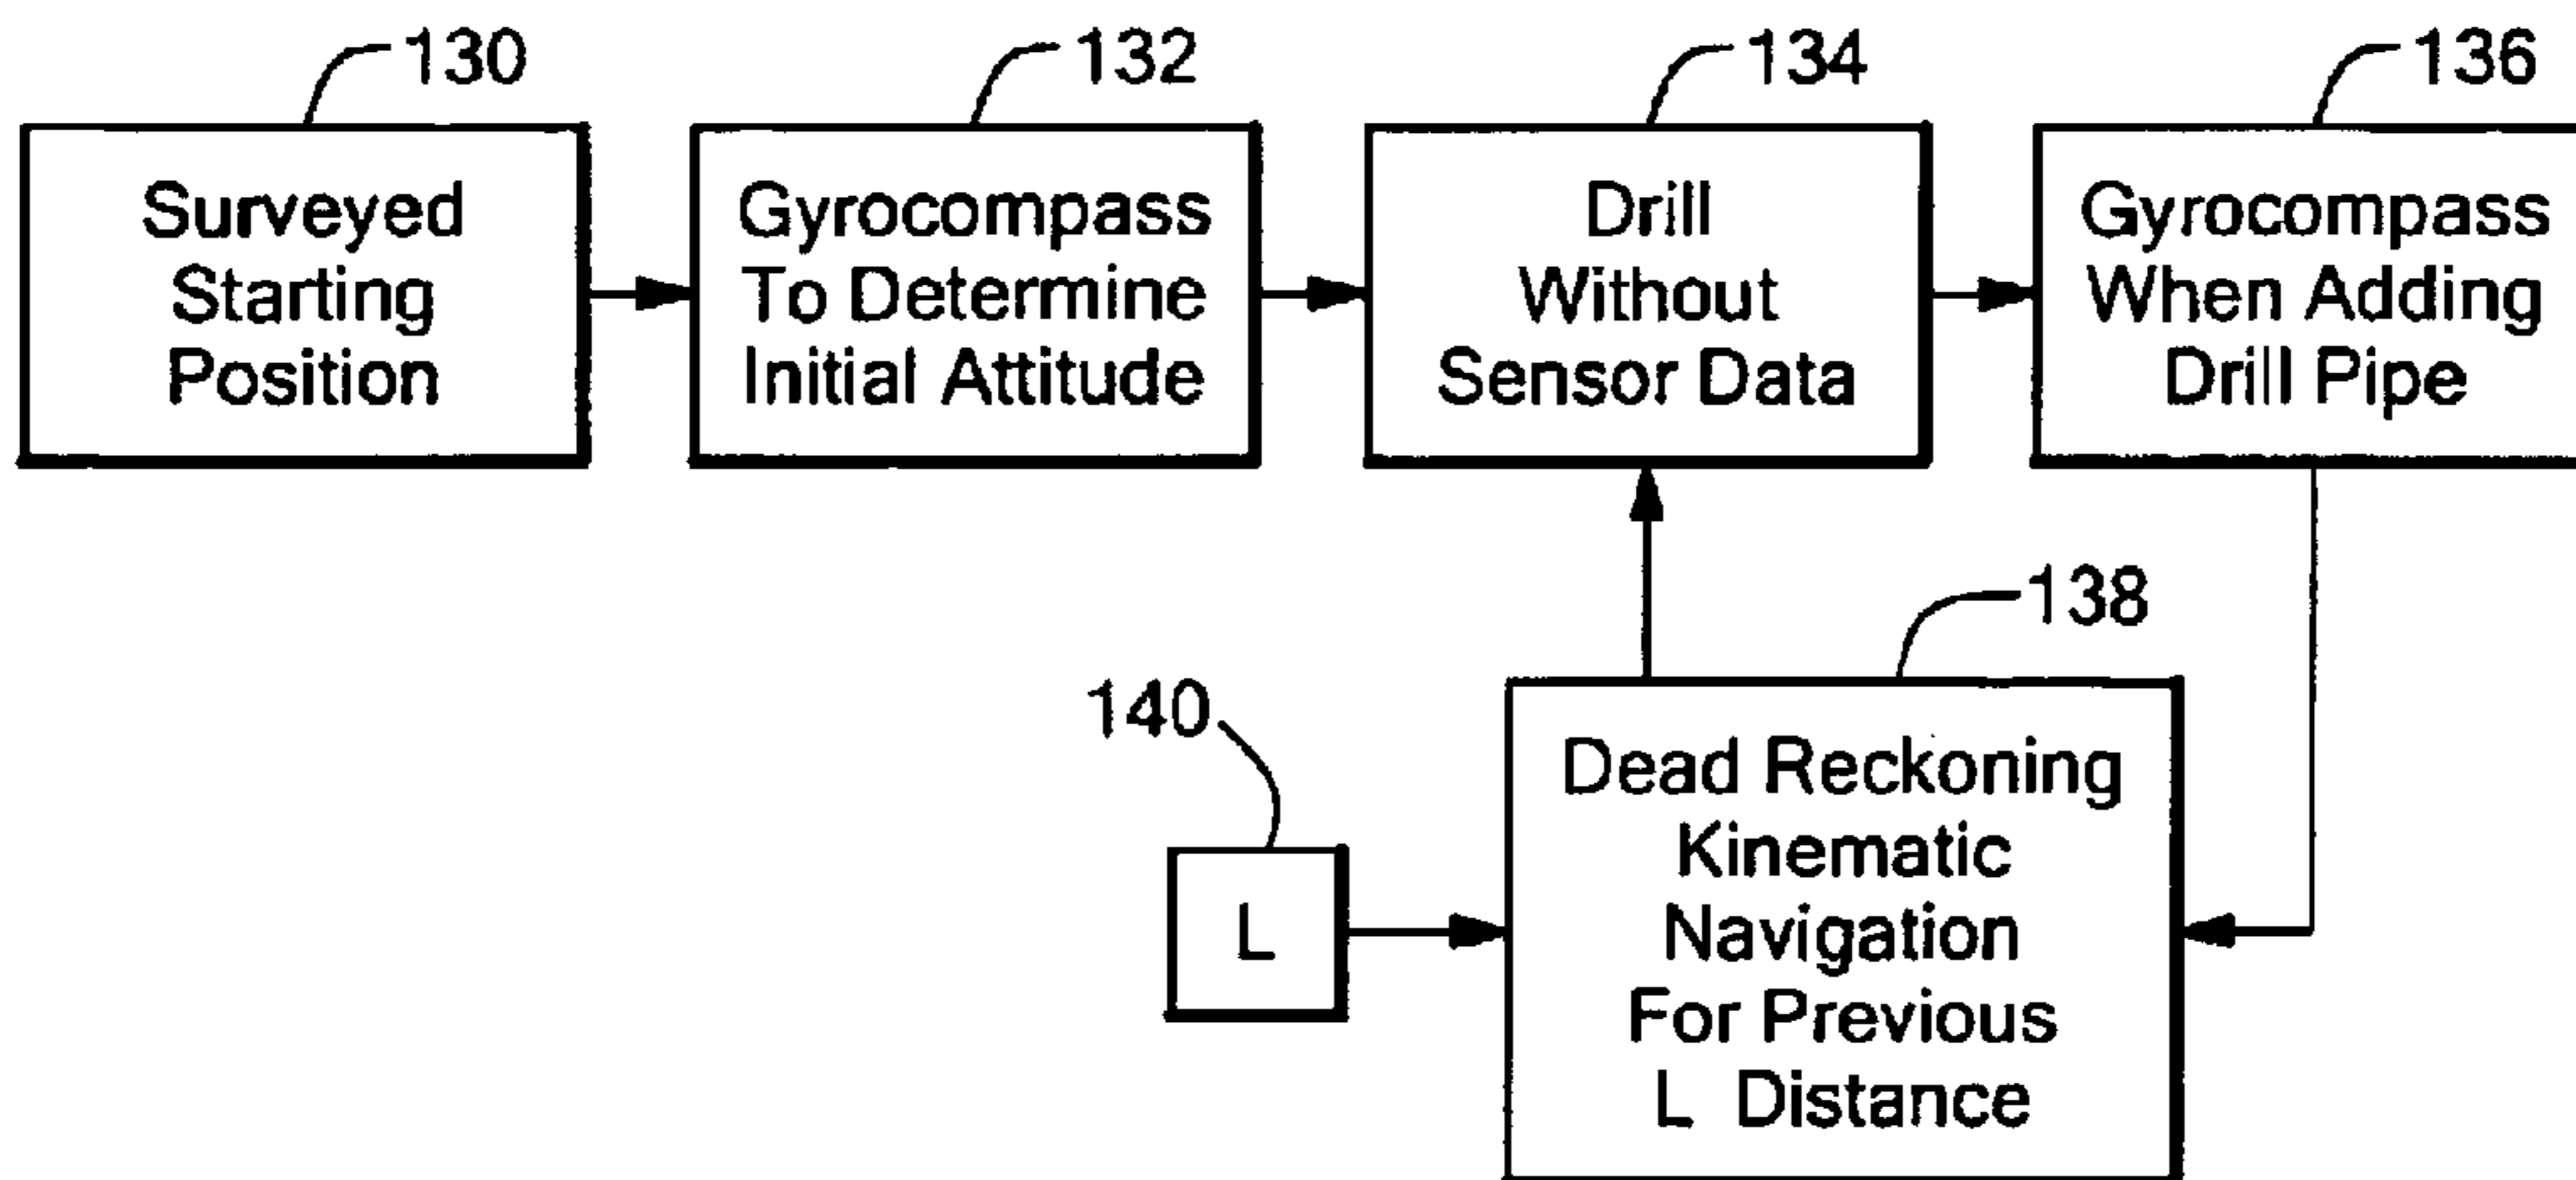 130
132
134
136
Surveyed
Starting
Position
Gyrocompass
To Determine
Initial Attitude
Drill
Without
Sensor Data
Gyrocompass
When Adding
Drill Pipe
138
140
L
Dead Reckoning
Kinematic
Navigation
For Previous
L Distance